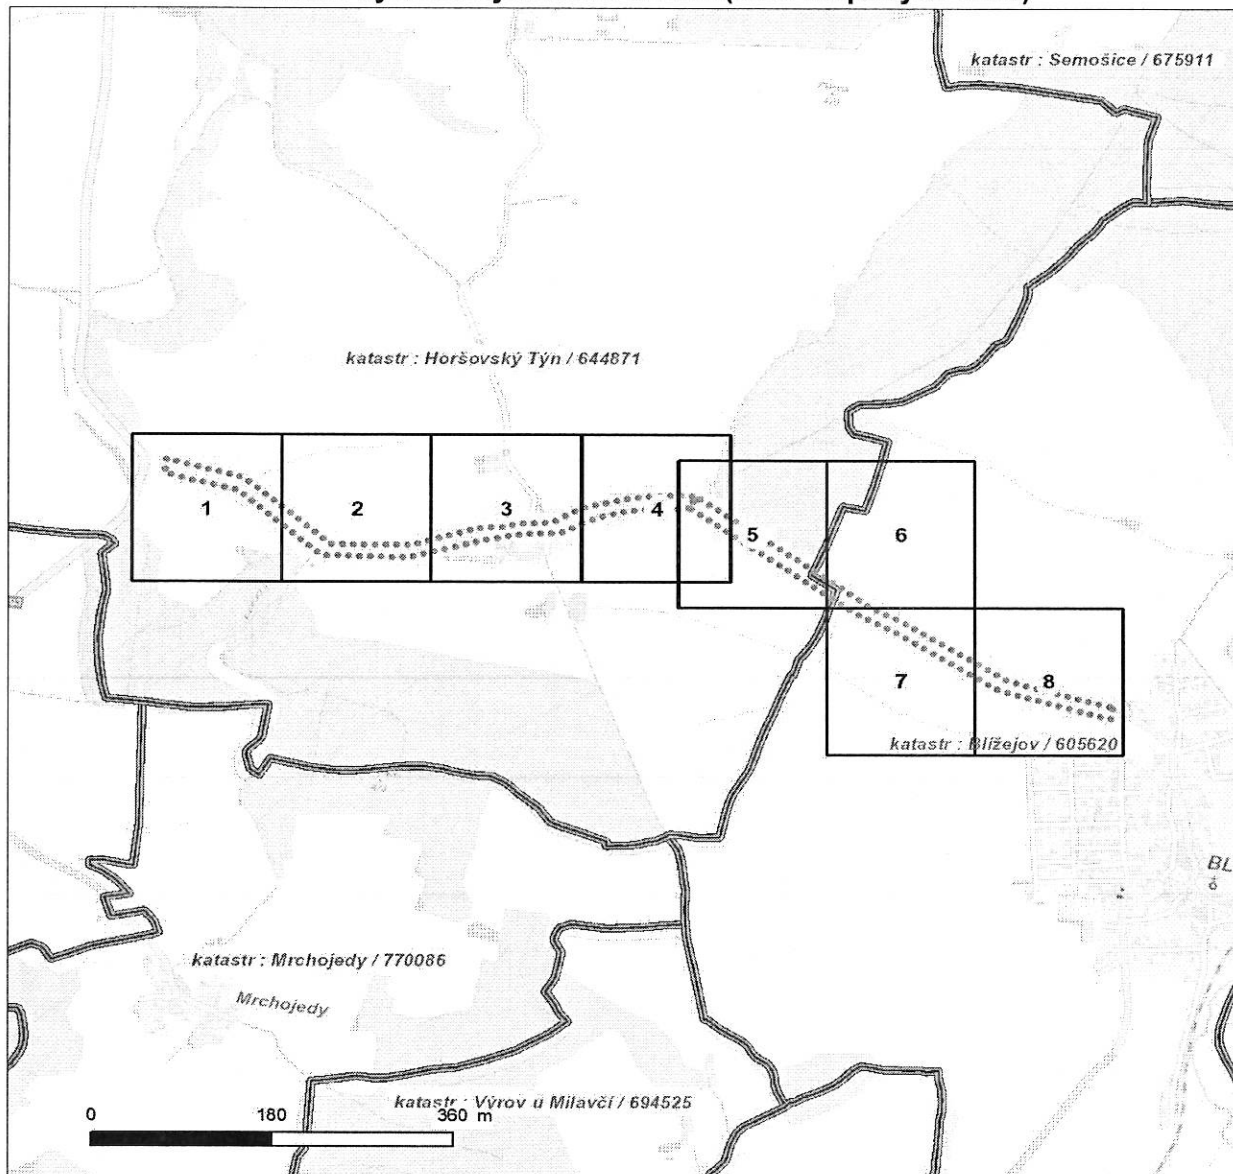 katastr : Semošice / 675911
katastr : Horšovský Týn / 644871
1
2
3
4
5
6
7
8
katastr : Blížejov / 605620
BL
katastr : Mrchojedy / 770086
Mrchojedy
katastr : Výrov u Milavčí / 694525
0 180 360 m